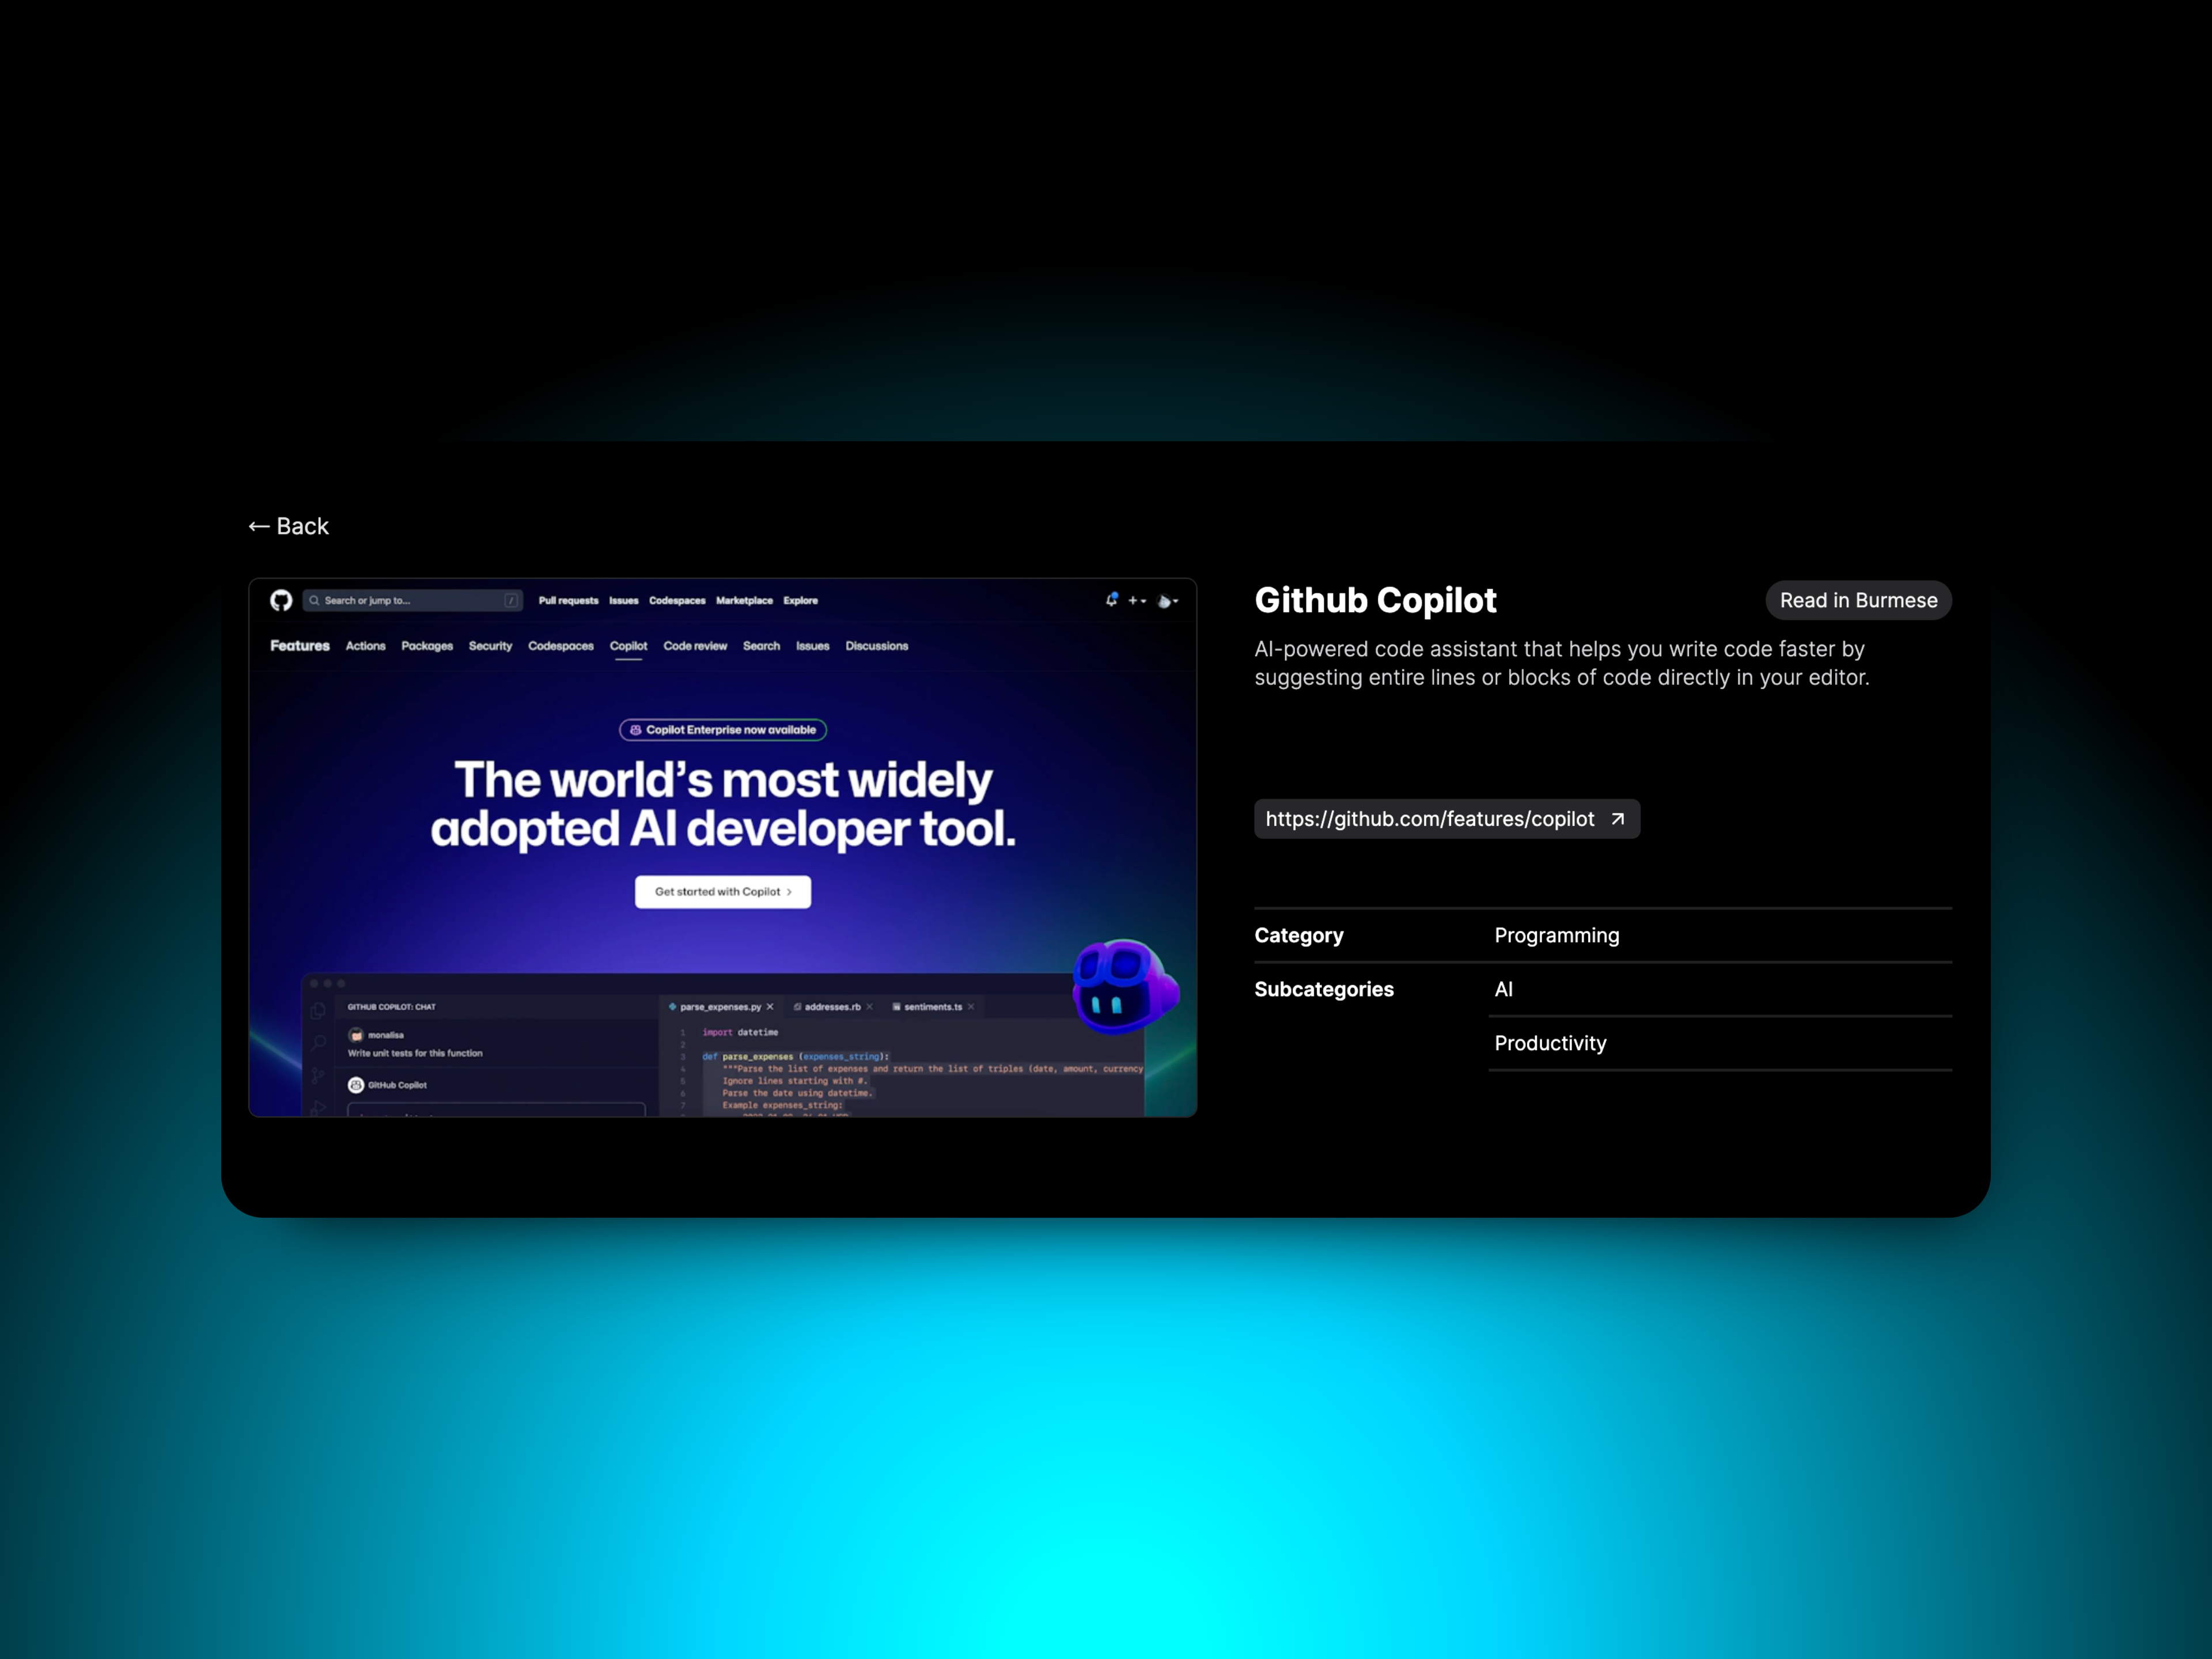 ← Back
Search or jump to... /
Pull requests Issues Codespaces Marketplace Explore
Features Actions Packages Security Codespaces Copilot Code review Search Issues Discussions
Copilot Enterprise now available
The world's most widely
adopted AI developer tool.
Get started with Copilot >
GITHUB COPILOT: CHAT
monalisa
Write unit tests for this function
GitHub Copilot
parse_expenses.py × addresses.rb × sentiments.ts ×
1 import datetime
2
3 def parse_expenses (expenses_string):
4 """Parse the list of expenses and return the list of triples (date, amount, currency
5 Ignore lines starting with #.
6 Parse the date using datetime.
7 Example expenses_string:
Github Copilot
Read in Burmese
AI-powered code assistant that helps you write code faster by
suggesting entire lines or blocks of code directly in your editor.
https://github.com/features/copilot ↗
Category Programming
Subcategories AI
Productivity